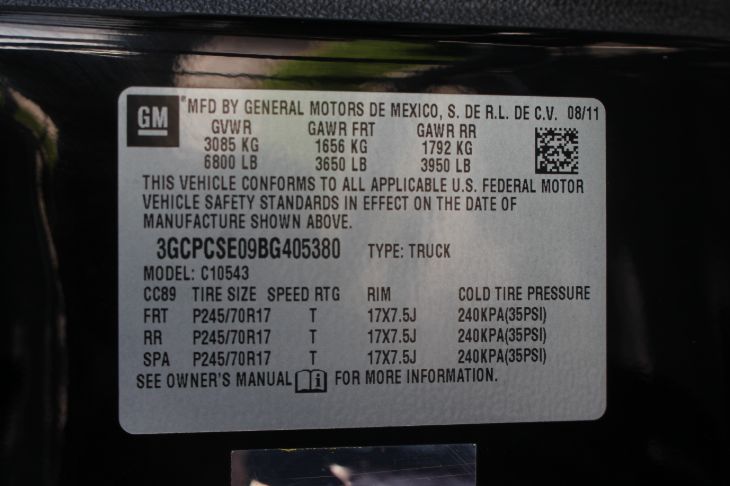 GM
*MFD BY GENERAL MOTORS DE MEXICO, S. DE R.L. DE C.V. 08/11
GVWR GAWR FRT GAWR RR
3085 KG 1656 KG 1792 KG
6800 LB 3650 LB 3950 LB
THIS VEHICLE CONFORMS TO ALL APPLICABLE U.S. FEDERAL MOTOR
VEHICLE SAFETY STANDARDS IN EFFECT ON THE DATE OF
MANUFACTURE SHOWN ABOVE.
3GCPCSE09BG405380 TYPE: TRUCK
MODEL: C10543
CC89 TIRE SIZE SPEED RTG RIM COLD TIRE PRESSURE
FRT P245/70R17 T 17X7.5J 240KPA(35PSI)
RR P245/70R17 T 17X7.5J 240KPA(35PSI)
SPA P245/70R17 T 17X7.5J 240KPA(35PSI)
SEE OWNER'S MANUAL FOR MORE INFORMATION.